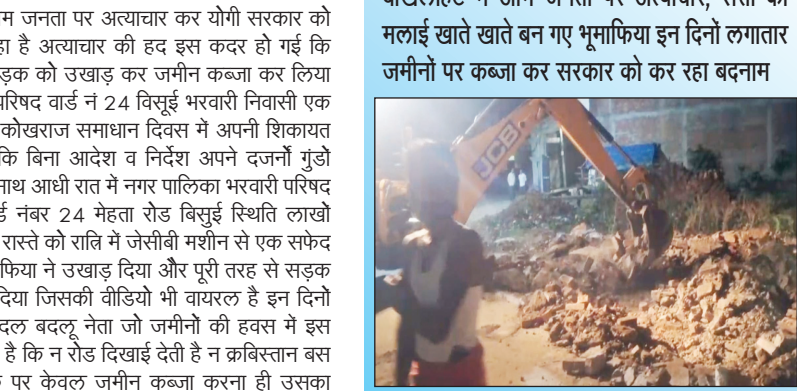 जनता पर अत्याचार कर योगी सरकार को
है अत्याचार की हद इस कदर हो गई कि
को उखाड़ कर जमीन कब्जा कर लिया
परिषद वार्ड नं 24 विसूई भरवारी निवासी एक
कोखराज समाधान दिवस में अपनी शिकायत
कि बिना आदेश व निर्देश अपने दजर्नों गुंडों
आधी रात में नगर पालिका भरवारी परिषद
नंबर 24 मेहता रोड बिसुई स्थिति लाखों
रास्ते को रात्रि में जेसीबी मशीन से एक सफेद
ने उखाड़ दिया और पूरी तरह से सड़क
दिया जिसकी वीडियो भी वायरल है इन दिनों
दल बदलू नेता जो जमीनों की हवस में इस
है कि न रोड दिखाई देती है न क्रबिस्तान बस
पर केवल जमीन कब्जा करना ही उसका
मलाई खाते खाते बन गए भूमाफिया इन दिनों लगातार
जमीनों पर कब्जा कर सरकार को कर रहा बदनाम
JCB